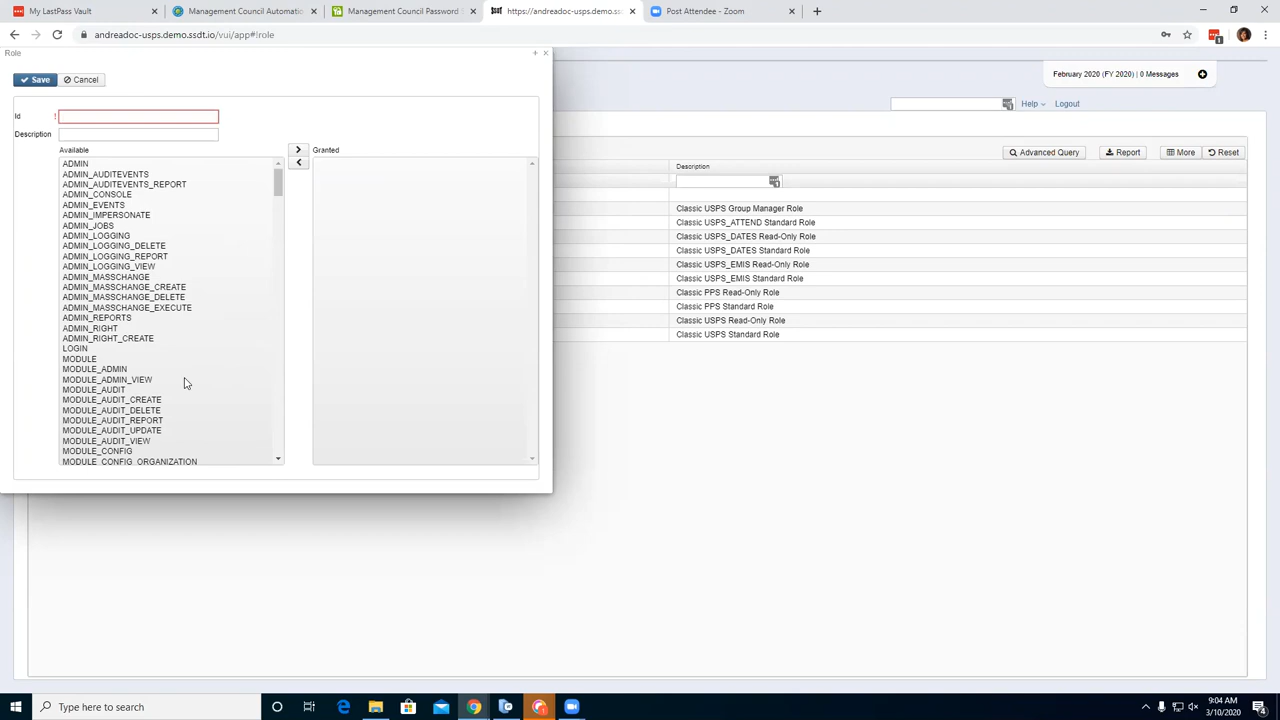 My LastPass Vault
Management Council Automatio
Management Council Password S
https://andreadoc-usps.demo.ss
Post Attendee - Zoom
andreadoc-usps.demo.ssdt.io/vui/app#!role
Role
Save
Cancel
February 2020 (FY 2020) | 0 Messages
Help
Logout
Id !
Description
Available
Granted
Advanced Query
Report
More
Reset
Description
ADMIN
ADMIN_AUDITEVENTS
ADMIN_AUDITEVENTS_REPORT
ADMIN_CONSOLE
ADMIN_EVENTS
ADMIN_IMPERSONATE
ADMIN_JOBS
ADMIN_LOGGING
ADMIN_LOGGING_DELETE
ADMIN_LOGGING_REPORT
ADMIN_LOGGING_VIEW
ADMIN_MASSCHANGE
ADMIN_MASSCHANGE_CREATE
ADMIN_MASSCHANGE_DELETE
ADMIN_MASSCHANGE_EXECUTE
ADMIN_REPORTS
ADMIN_RIGHT
ADMIN_RIGHT_CREATE
LOGIN
MODULE
MODULE_ADMIN
MODULE_ADMIN_VIEW
MODULE_AUDIT
MODULE_AUDIT_CREATE
MODULE_AUDIT_DELETE
MODULE_AUDIT_REPORT
MODULE_AUDIT_UPDATE
MODULE_AUDIT_VIEW
MODULE_CONFIG
MODULE_CONFIG_ORGANIZATION
Classic USPS Group Manager Role
Classic USPS_ATTEND Standard Role
Classic USPS_DATES Read-Only Role
Classic USPS_DATES Standard Role
Classic USPS_EMIS Read-Only Role
Classic USPS_EMIS Standard Role
Classic PPS Read-Only Role
Classic PPS Standard Role
Classic USPS Read-Only Role
Classic USPS Standard Role
Type here to search
9:04 AM
3/10/2020